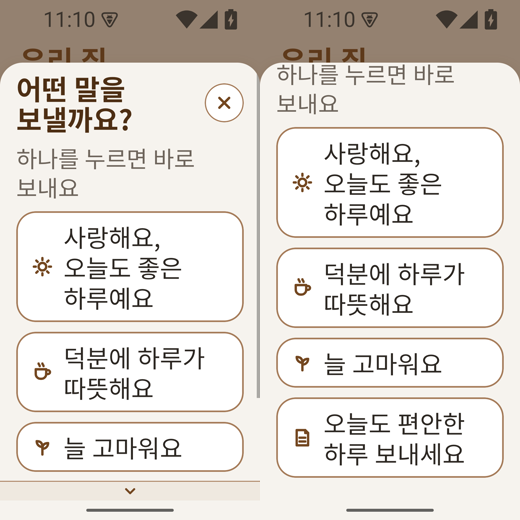 11:10
우리 집
어떤 말을
보낼까요?
하나를 누르면 바로
보내요
사랑해요,
오늘도 좋은
하루예요
덕분에 하루가
따뜻해요
늘 고마워요
11:10
우리 집
하나를 누르면 바로
보내요
사랑해요,
오늘도 좋은
하루예요
덕분에 하루가
따뜻해요
늘 고마워요
오늘도 편안한
하루 보내세요